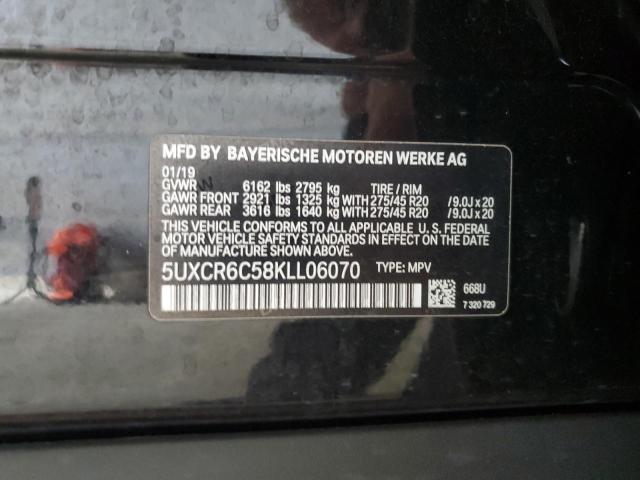 MFD BY BAYERISCHE MOTOREN WERKE AG
01/19
GVWR W 6162 lbs 2795 kg TIRE / RIM
GAWR FRONT 2921 lbs 1325 kg WITH 275/45 R20 /9.0J x 20
GAWR REAR 3616 lbs 1640 kg WITH 275/45 R20 /9.0J x 20
THIS VEHICLE CONFORMS TO ALL APPLICABLE U. S. FEDERAL
MOTOR VEHICLE SAFETY STANDARDS IN EFFECT ON THE DATE
OF MANUFACTURE SHOWN ABOVE.
5UXCR6C58KLL06070 TYPE: MPV
668U
7 320 729